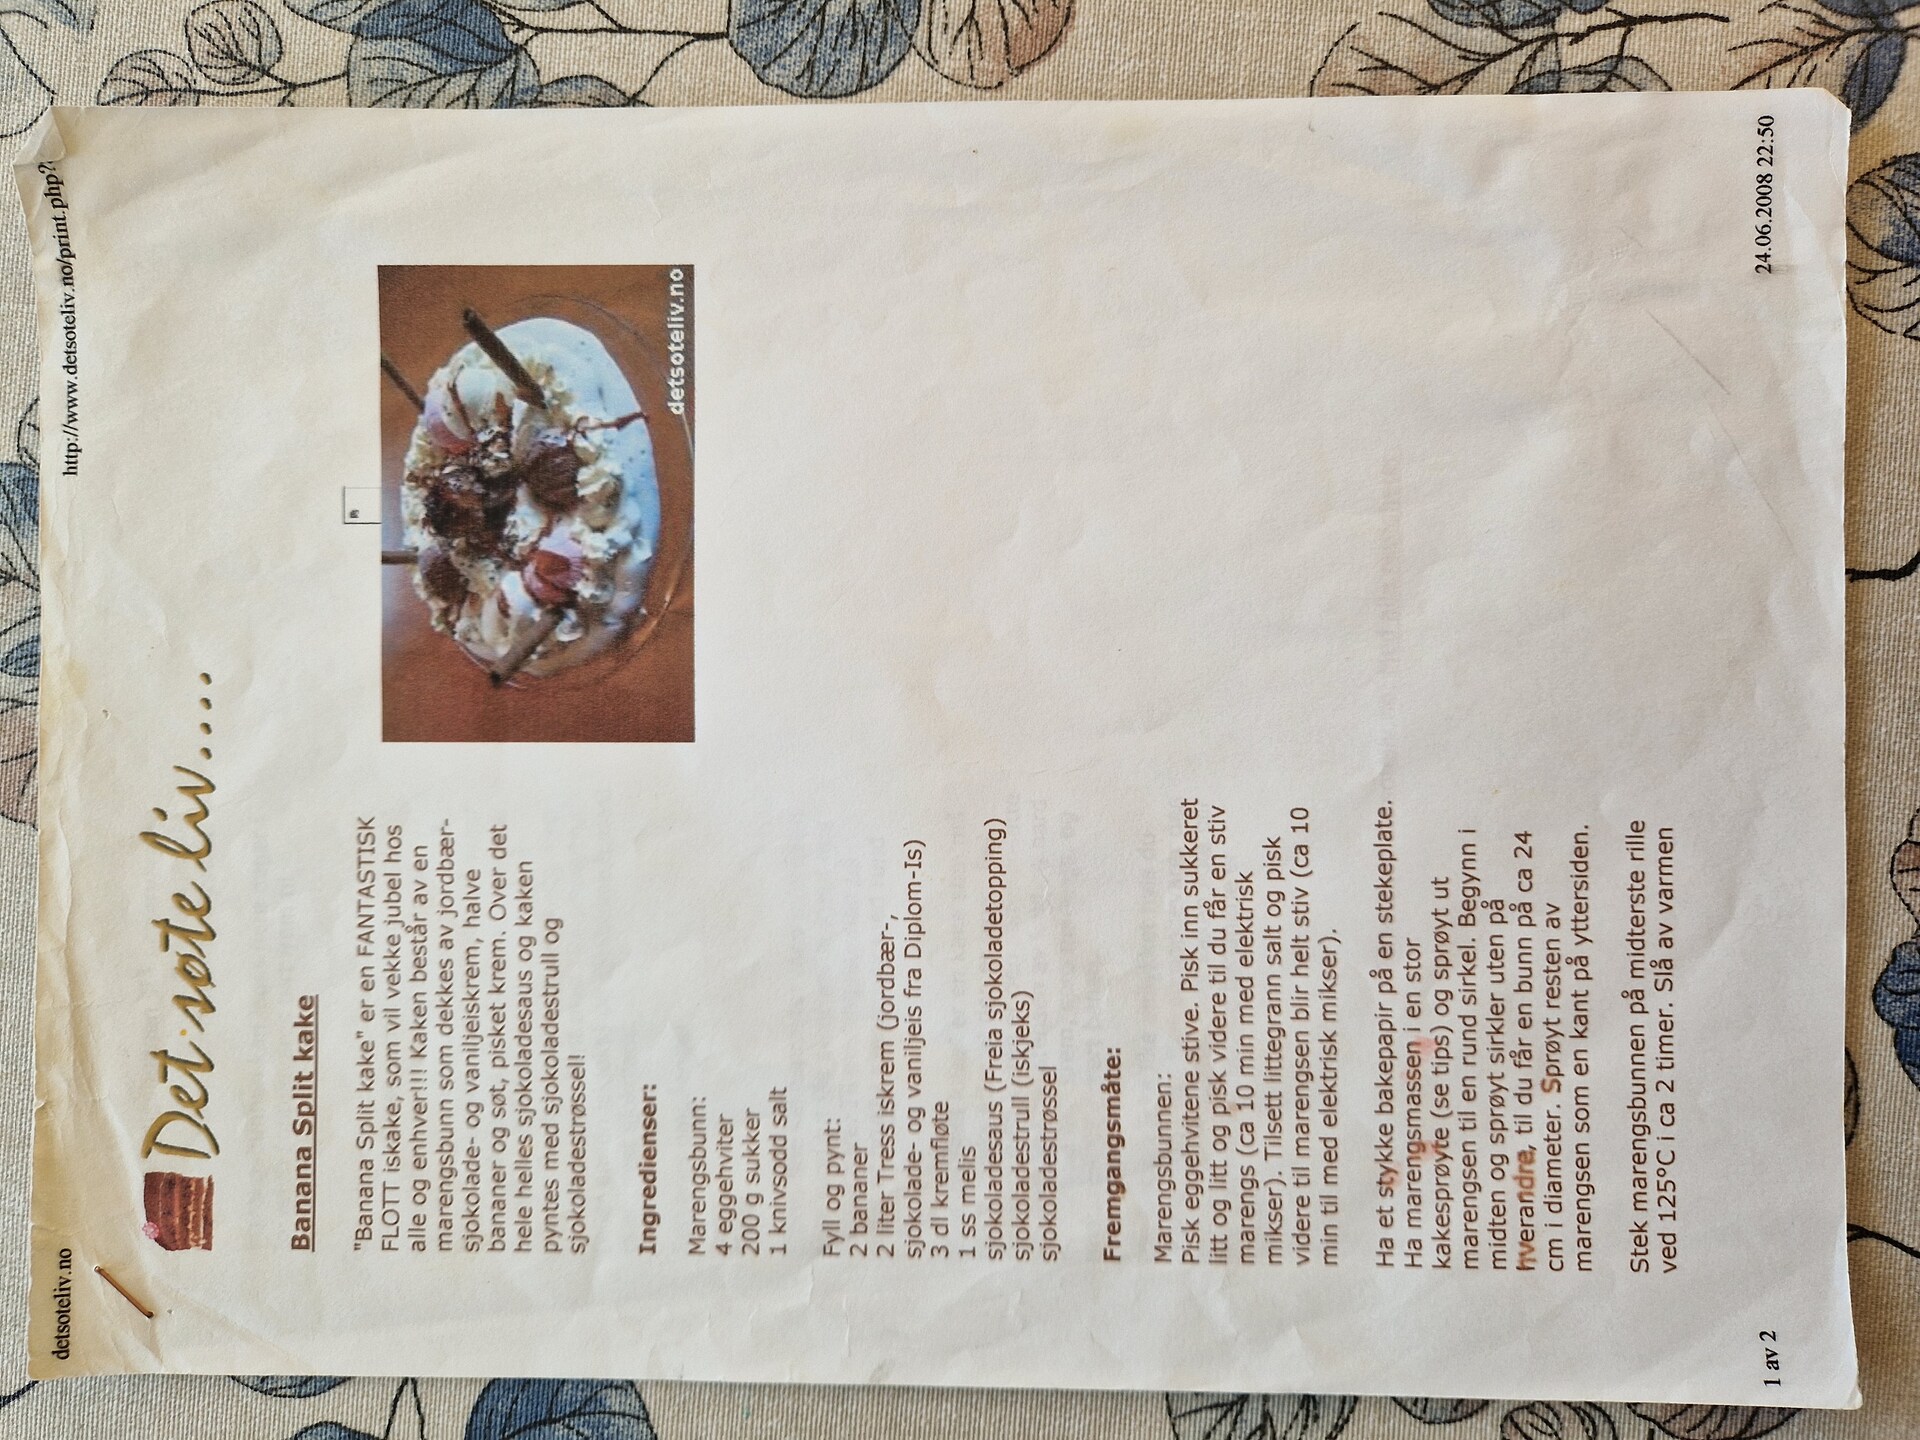 detsoteliv.no
http://www.detsoteliv.no/print.php?
Det søte liv....
Banana Split kake
"Banana Split kake" er en FANTASTISK
FLOTT iskake, som vil vekke jubel hos
alle og enhver!!! Kaken består av en
marengsbunn som dekkes av jordbær-
sjokolade- og vaniljeiskrem, halve
bananer og søt, pisket krem. Over det
hele helles sjokoladesaus og kaken
pyntes med sjokoladestrull og
sjokoladestrøssel!
detsoteliv.no
Ingredienser:
Marengsbunn:
4 eggehviter
200 g sukker
1 knivsodd salt
Fyll og pynt:
2 bananer
2 liter Tress iskrem (jordbær-,
sjokolade- og vaniljeis fra Diplom-Is)
3 dl kremfløte
1 ss melis
sjokoladesaus (Freia sjokoladetopping)
sjokoladestrull (iskjeks)
sjokoladestrøssel
Fremgangsmåte:
Marengsbunnen:
Pisk eggehvitene stive. Pisk inn sukkeret
litt og litt og pisk videre til du får en stiv
marengs (ca 10 min med elektrisk
mikser). Tilsett littegrann salt og pisk
videre til marengsen blir helt stiv (ca 10
min til med elektrisk mikser).
Ha et stykke bakepapir på en stekeplate.
Ha marengsmassen i en stor
kakesprøyte (se tips) og sprøyt ut
marengsen til en rund sirkel. Begynn i
midten og sprøyt sirkler uten på
hverandre, til du får en bunn på ca 24
cm i diameter. Sprøyt resten av
marengsen som en kant på yttersiden.
Stek marengsbunnen på midterste rille
ved 125°C i ca 2 timer. Slå av varmen
1 av 2
24.06.2008 22:50